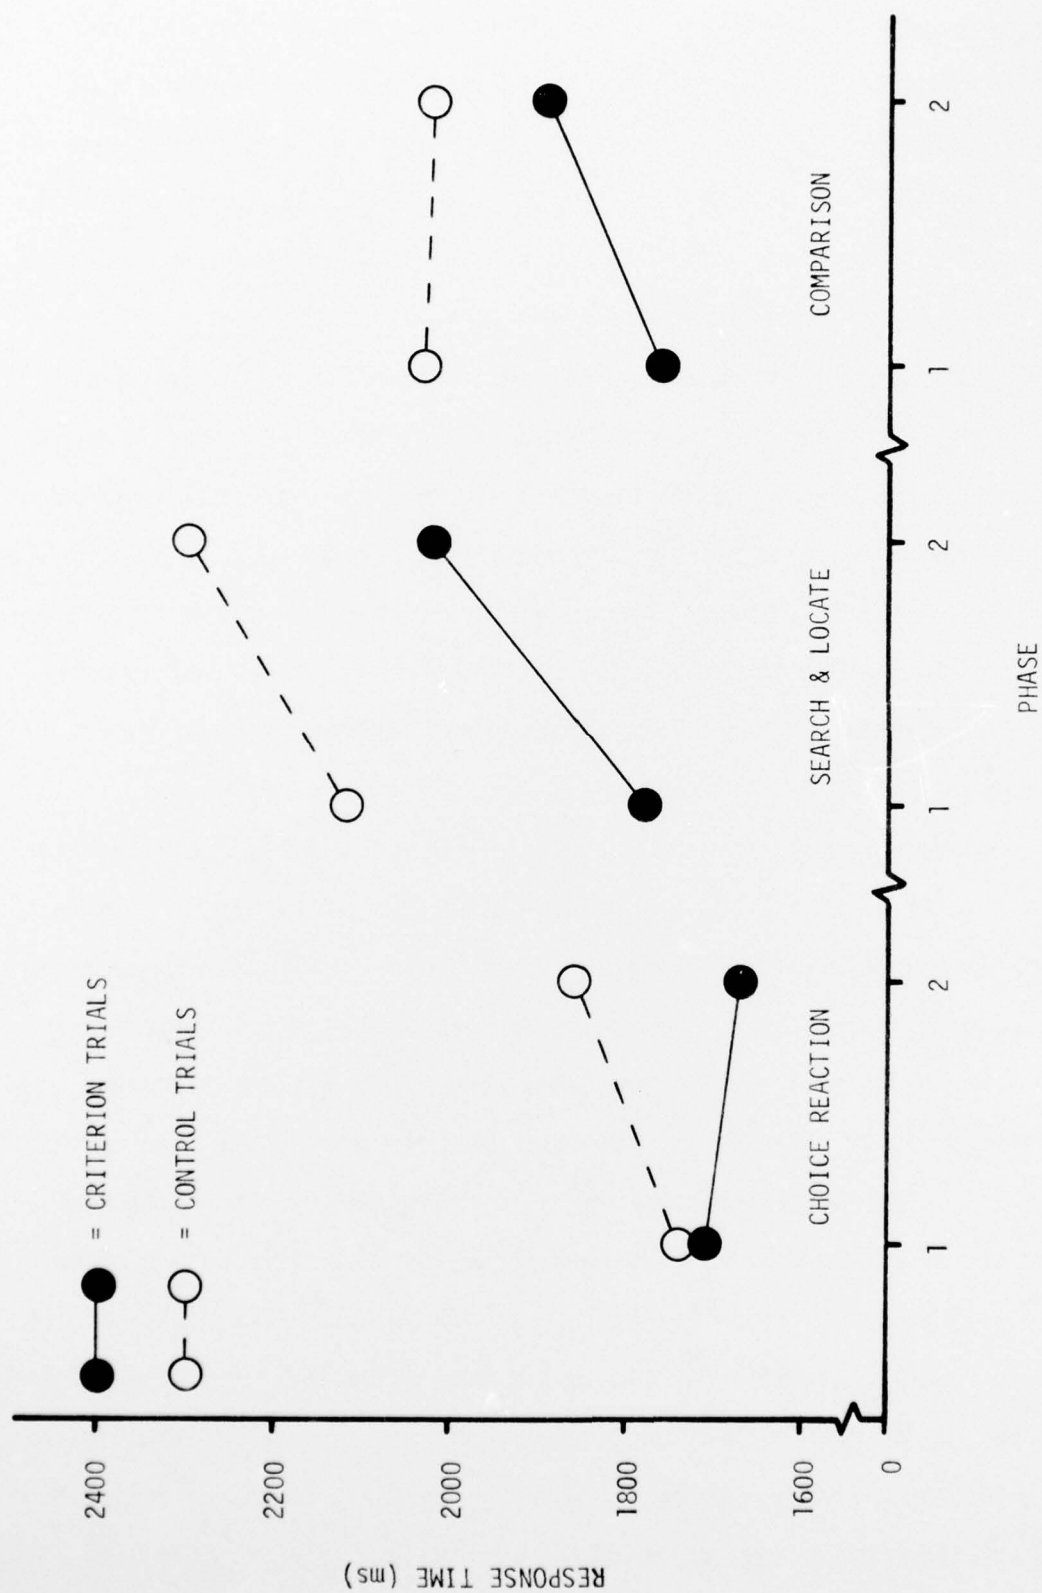 = CRITERION TRIALS
= CONTROL TRIALS
RESPONSE TIME (ms)
2400
2200
2000
1800
1600
0
CHOICE REACTION
SEARCH & LOCATE
COMPARISON
1
2
1
2
1
2
PHASE